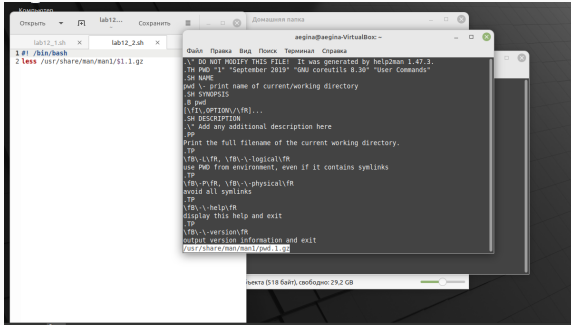 Компьютер
Открыть
lab12...
Сохранить
Домашняя папка
lab12_1.sh ×
lab12_2.sh ×
1 #! /bin/bash
2 less /usr/share/man/man1/$1.1.gz
aegina@aegina-VirtualBox: ~
Файл Правка Вид Поиск Терминал Справка
.\" DO NOT MODIFY THIS FILE! It was generated by help2man 1.47.3.
.TH PWD "1" "September 2019" "GNU coreutils 8.30" "User Commands"
.SH NAME
pwd \- print name of current/working directory
.SH SYNOPSIS
.B pwd
[\fI\,OPTION\/\fR]...
.SH DESCRIPTION
.\" Add any additional description here
.PP
Print the full filename of the current working directory.
.TP
\fB\-L\fR, \fB\-\-logical\fR
use PWD from environment, even if it contains symlinks
.TP
\fB\-P\fR, \fB\-\-physical\fR
avoid all symlinks
.TP
\fB\-\-help\fR
display this help and exit
.TP
\fB\-\-version\fR
output version information and exit
/usr/share/man/man1/pwd.1.gz
ъекта (518 байт), свободно: 29,2 GB